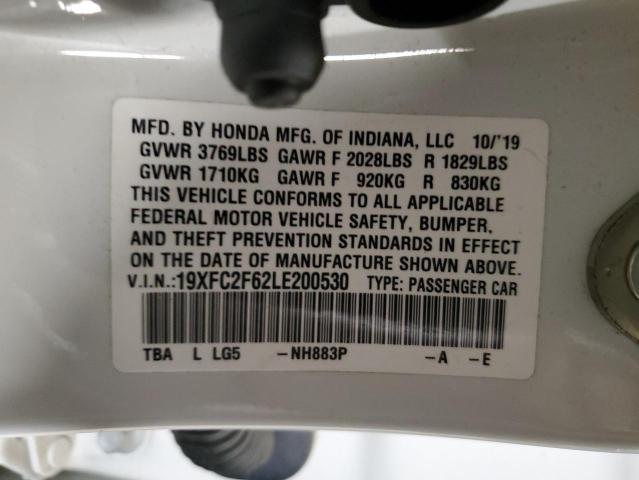 MFD. BY HONDA MFG. OF INDIANA, LLC 10/'19
GVWR 3769LBS GAWR F 2028LBS R 1829LBS
GVWR 1710KG GAWR F 920KG R 830KG
THIS VEHICLE CONFORMS TO ALL APPLICABLE
FEDERAL MOTOR VEHICLE SAFETY, BUMPER,
AND THEFT PREVENTION STANDARDS IN EFFECT
ON THE DATE OF MANUFACTURE SHOWN ABOVE.
V.I.N.:19XFC2F62LE200530 TYPE: PASSENGER CAR
TBA L LG5 -NH883P -A -E